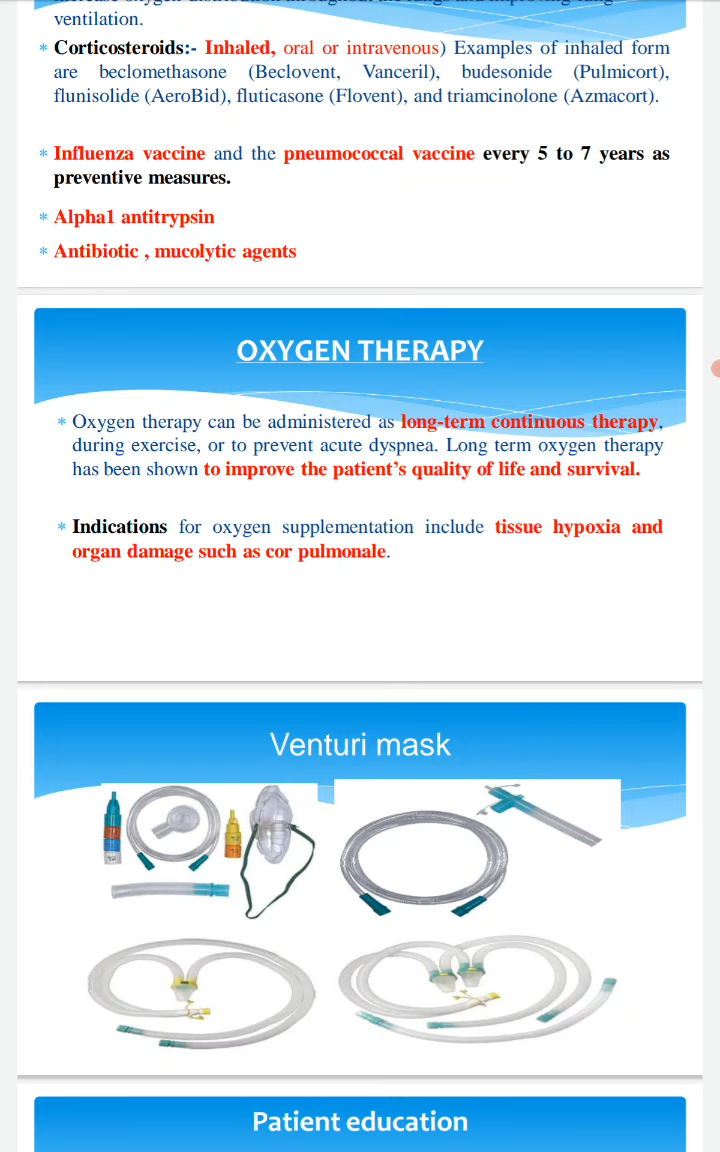 ventilation.
* Corticosteroids:- Inhaled, oral or intravenous) Examples of inhaled form
are beclomethasone (Beclovent, Vanceril), budesonide (Pulmicort),
flunisolide (AeroBid), fluticasone (Flovent), and triamcinolone (Azmacort).
* Influenza vaccine and the pneumococcal vaccine every 5 to 7 years as
preventive measures.
* Alpha1 antitrypsin
* Antibiotic , mucolytic agents
OXYGEN THERAPY
* Oxygen therapy can be administered as long-term continuous therapy,
during exercise, or to prevent acute dyspnea. Long term oxygen therapy
has been shown to improve the patient’s quality of life and survival.
* Indications for oxygen supplementation include tissue hypoxia and
organ damage such as cor pulmonale.
Venturi mask
Patient education